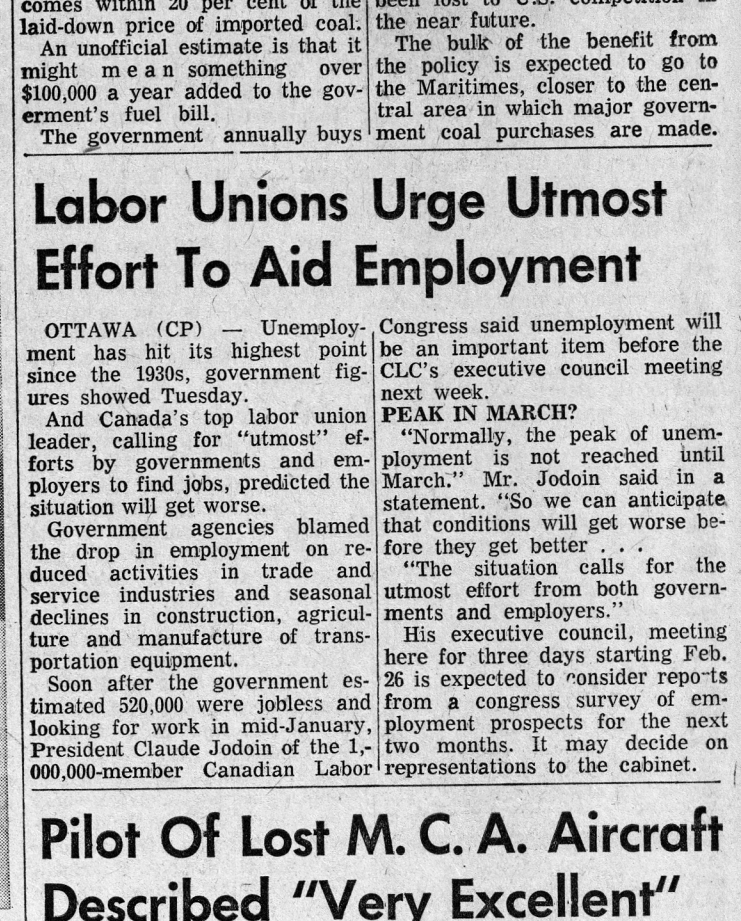 comes within 20 per cent of the
laid-down price of imported coal.
An unofficial estimate is that it
might mean something over
$100,000 a year added to the gov-
erment's fuel bill.
The government annually buys
been lost to U.S. competition in
the near future.
The bulk of the benefit from
the policy is expected to go to
the Maritimes, closer to the cen-
tral area in which major govern-
ment coal purchases are made.
Labor Unions Urge Utmost
Effort To Aid Employment
OTTAWA (CP) — Unemploy-
ment has hit its highest point
since the 1930s, government fig-
ures showed Tuesday.
And Canada's top labor union
leader, calling for "utmost" ef-
forts by governments and em-
ployers to find jobs, predicted the
situation will get worse.
Government agencies blamed
the drop in employment on re-
duced activities in trade and
service industries and seasonal
declines in construction, agricul-
ture and manufacture of trans-
portation equipment.
Soon after the government es-
timated 520,000 were jobless and
looking for work in mid-January,
President Claude Jodoin of the 1,-
000,000-member Canadian Labor
Congress said unemployment will
be an important item before the
CLC's executive council meeting
next week.
PEAK IN MARCH?
"Normally, the peak of unem-
ployment is not reached until
March." Mr. Jodoin said in a
statement. "So we can anticipate
that conditions will get worse be-
fore they get better . . .
"The situation calls for the
utmost effort from both govern-
ments and employers."
His executive council, meeting
here for three days starting Feb.
26 is expected to consider reports
from a congress survey of em-
ployment prospects for the next
two months. It may decide on
representations to the cabinet.
Pilot Of Lost M. C. A. Aircraft
Described "Very Excellent"